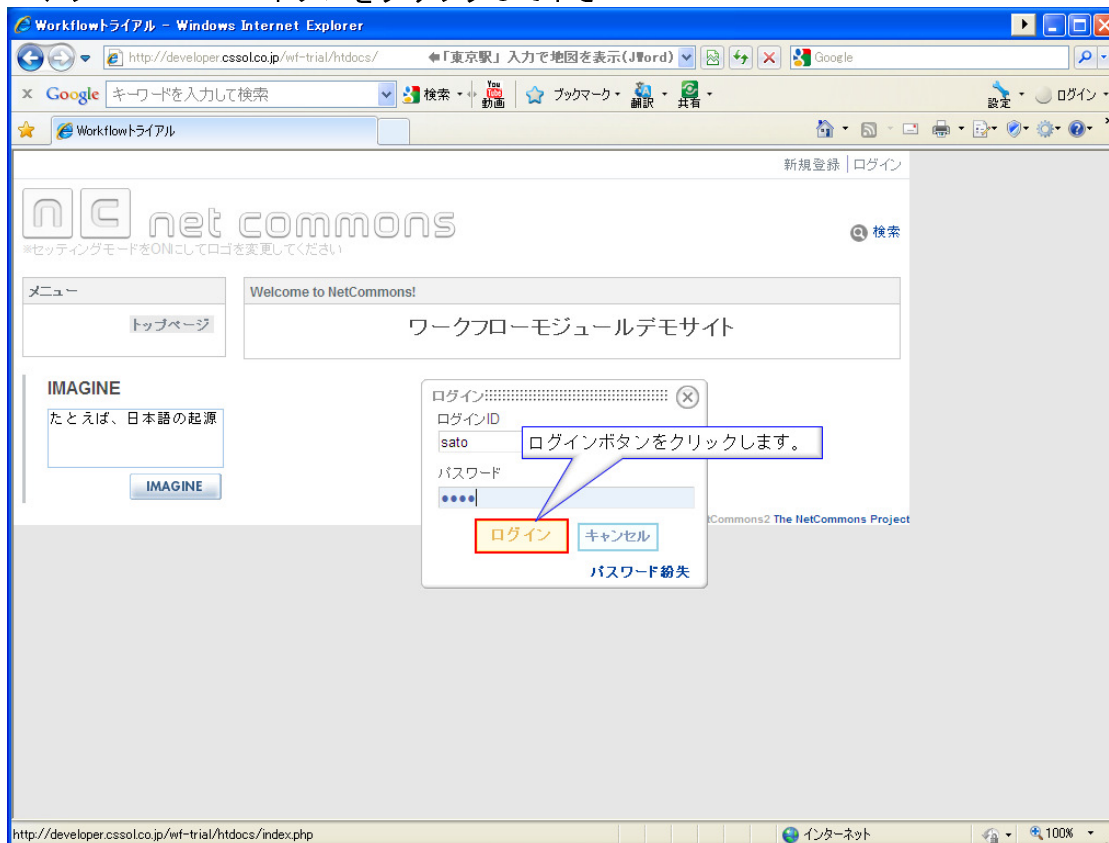 Workflowトライアル - Windows Internet Explorer
http://developer.cssol.co.jp/wf-trial/htdocs/ 「東京駅」入力で地図を表示(JWord) Google
x Google キーワードを入力して検索 検索 You Tube 動画 ブックマーク 翻訳 共有 設定 ログイン
Workflowトライアル
新規登録 | ログイン
nc net commons
※セッティングモードをONにしてロゴを変更してください
検索
メニュー
Welcome to NetCommons!
トップページ
ワークフローモジュールデモサイト
IMAGINE
たとえば、日本語の起源
IMAGINE
ログイン
ログインID
sato
ログインボタンをクリックします。
パスワード
••••
Commons2 The NetCommons Project
ログイン キャンセル
パスワード紛失
http://developer.cssol.co.jp/wf-trial/htdocs/index.php インターネット 100%